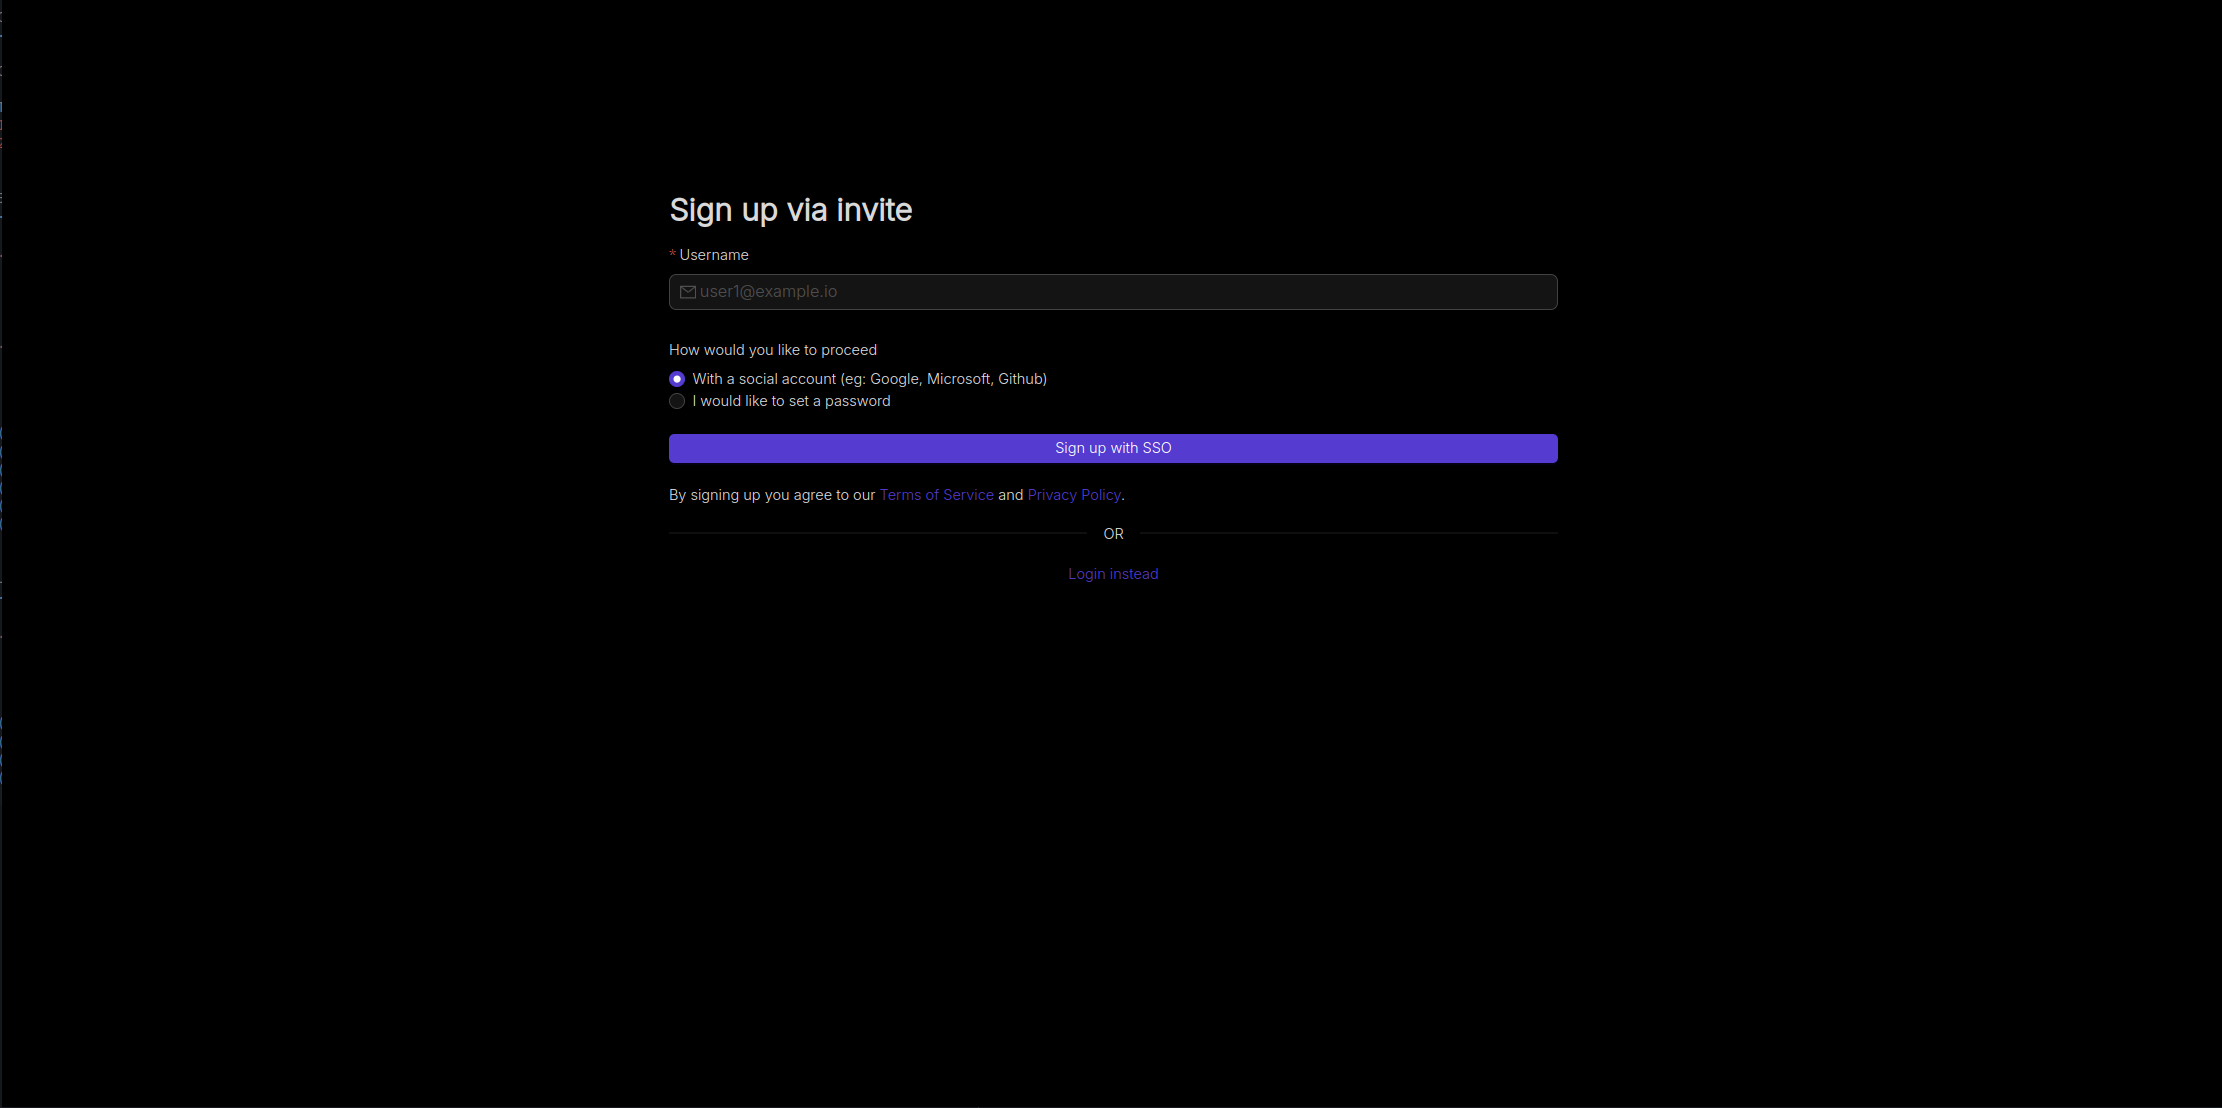 Sign up via invite
* Username
user1@example.io
How would you like to proceed
With a social account (eg: Google, Microsoft, Github)
I would like to set a password
Sign up with SSO
By signing up you agree to our Terms of Service and Privacy Policy.
OR
Login instead